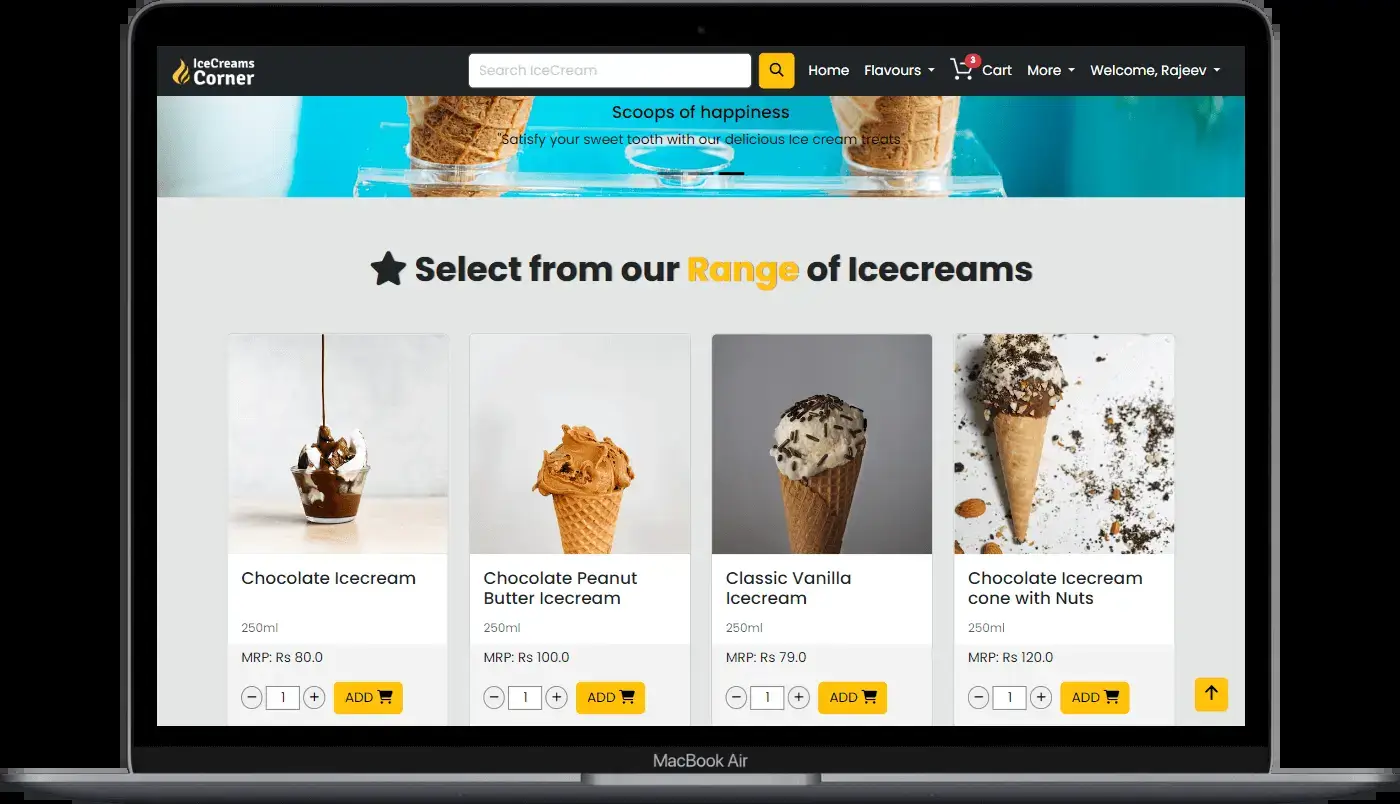 IceCreams
Corner
Search IceCream
Home
Flavours
3
Cart
More
Welcome, Rajeev
Scoops of happiness
"Satisfy your sweet tooth with our delicious Ice cream treats"
Select from our Range of Icecreams
Chocolate Icecream
250ml
MRP: Rs 80.0
1
ADD
Chocolate Peanut
Butter Icecream
250ml
MRP: Rs 100.0
1
ADD
Classic Vanilla
Icecream
250ml
MRP: Rs 79.0
1
ADD
Chocolate Icecream
cone with Nuts
250ml
MRP: Rs 120.0
1
ADD
MacBook Air